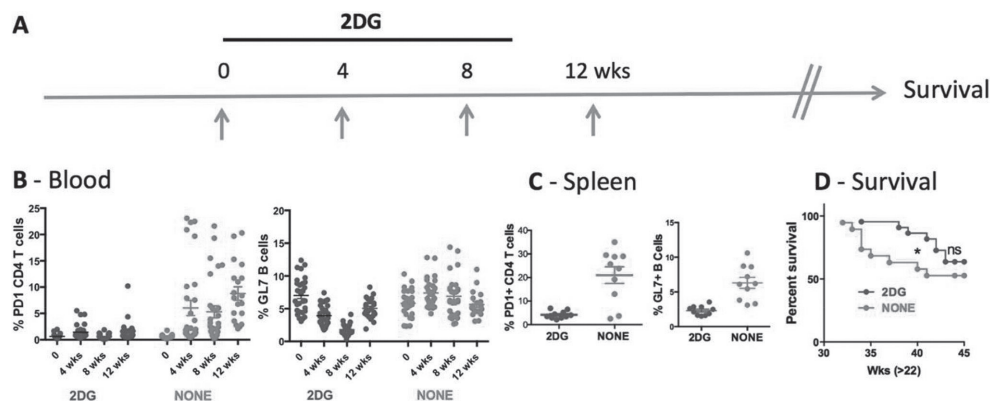 A
2DG
0 4 8 12 wks
Survival
B - Blood
C - Spleen
D - Survival
% PD1 CD4 T cells
25
20
15
10
5
0
0 4 wks 8 wks 12 wks 0 4 wks 8 wks 12 wks
2DG NONE
% GL7 B cells
20
15
10
5
0
0 4 wks 8 wks 12 wks 0 4 wks 8 wks 12 wks
2DG NONE
% PD1+ CD4 T cells
40
30
20
10
0
2DG NONE
% GL7+ B Cells
15
10
5
0
2DG NONE
Percent survival
100
50
0
* ns
2DG
NONE
30 35 40 45
Wks (>22)